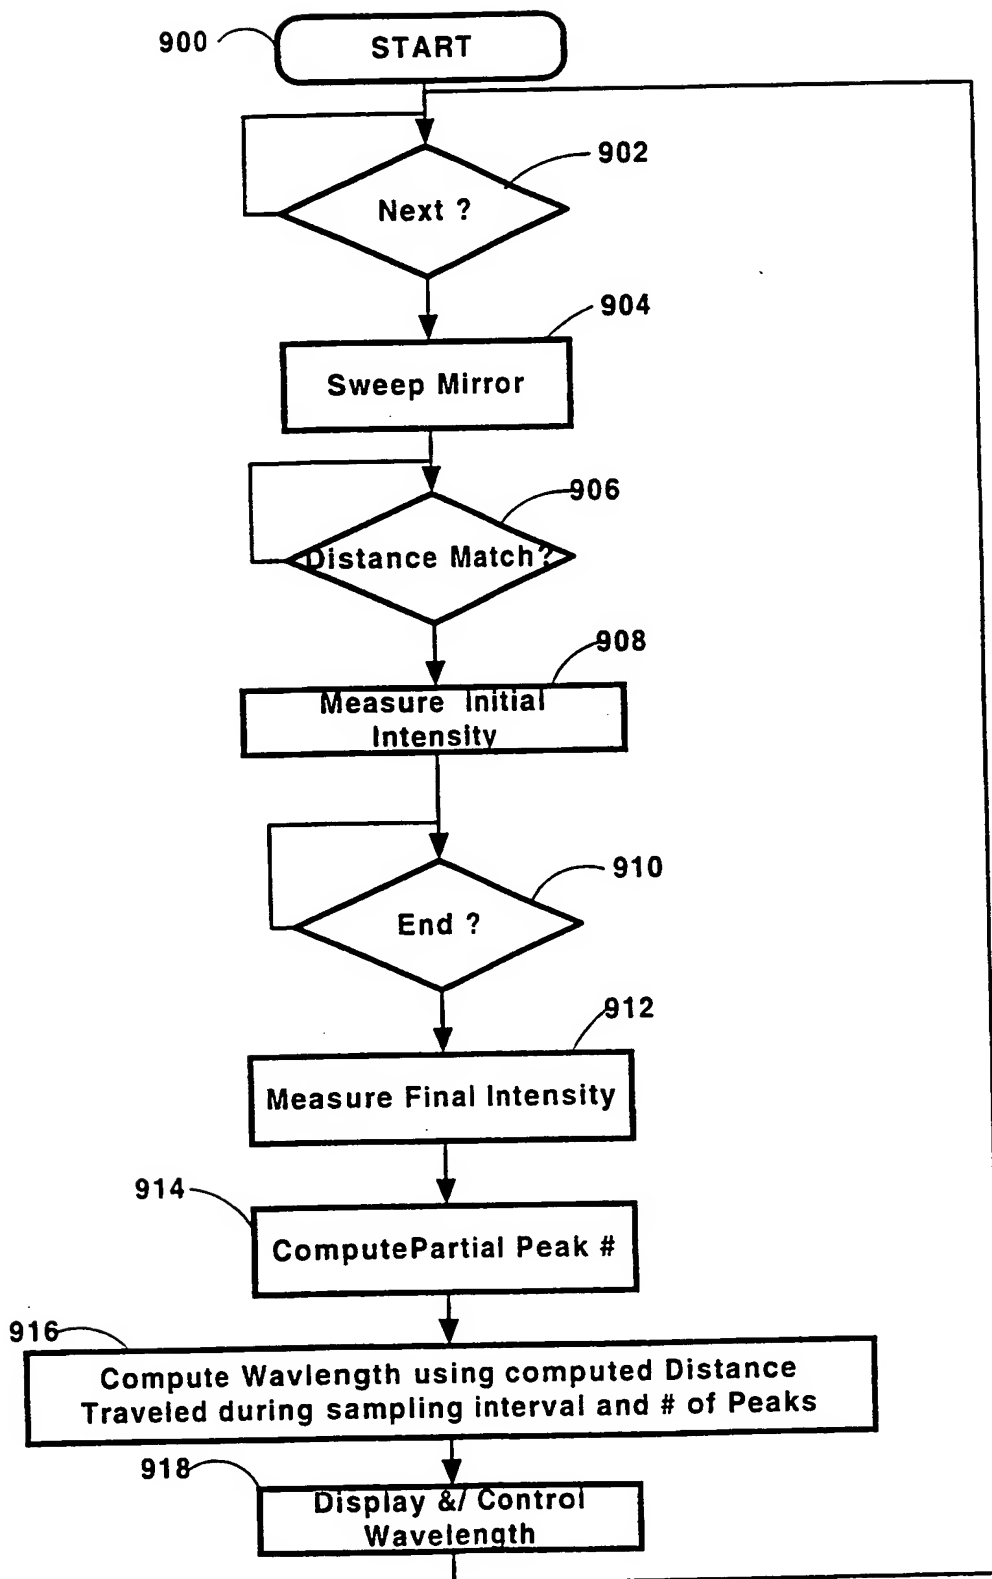 900
START
902
Next ?
904
Sweep Mirror
906
Distance Match?
908
Measure Initial
Intensity
910
End ?
912
Measure Final Intensity
914
ComputePartial Peak #
916
Compute Wavlength using computed Distance
Traveled during sampling interval and # of Peaks
918
Display &/ Control
Wavelength